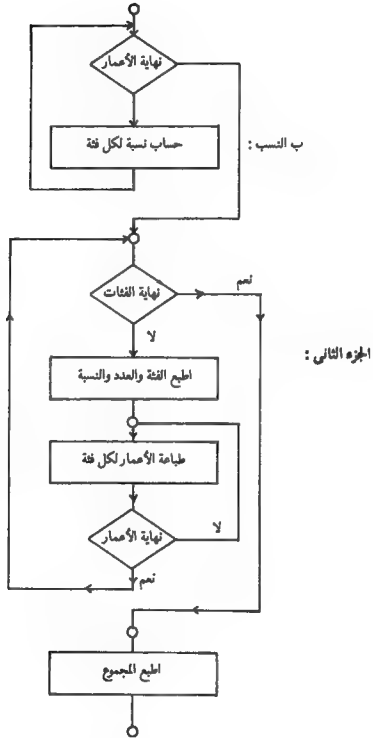 نهاية الأعمار
حساب نسبة لكل فئة
ب النسب :
نهاية الفئات
نعم
لا
الجزء الثانى :
اطبع الفئة والعدد والنسبة
طباعة الأعمار لكل فئة
نهاية الأعمار
لا
نعم
اطبع المجموع